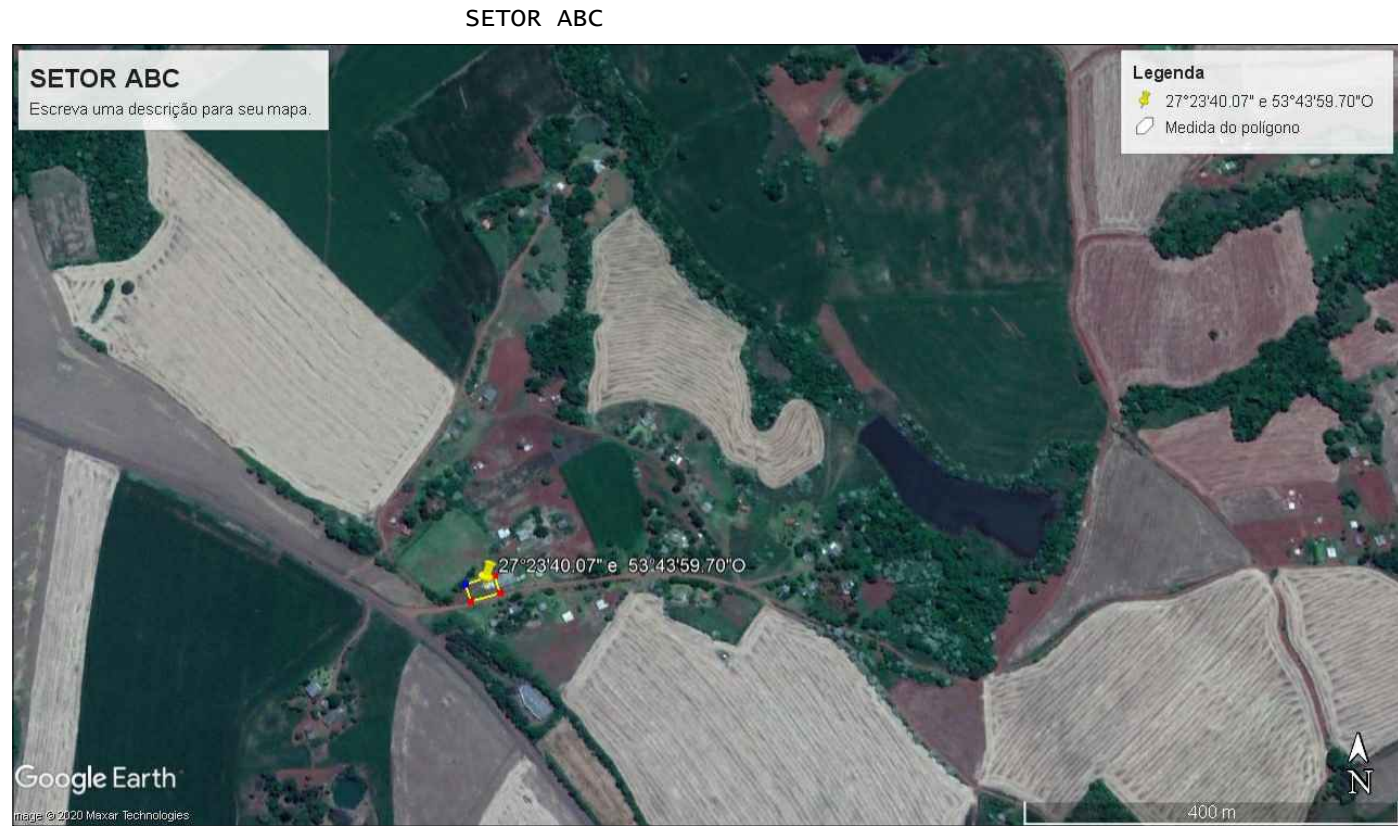 SETOR ABC
SETOR ABC
Escreva uma descrição para seu mapa.
Legenda
27°23'40.07" e 53°43'59.70"O
Medida do polígono
27°23'40.07" e 53°43'59.70"O
Google Earth
mage © 2020 Maxar Technologies
N
400 m